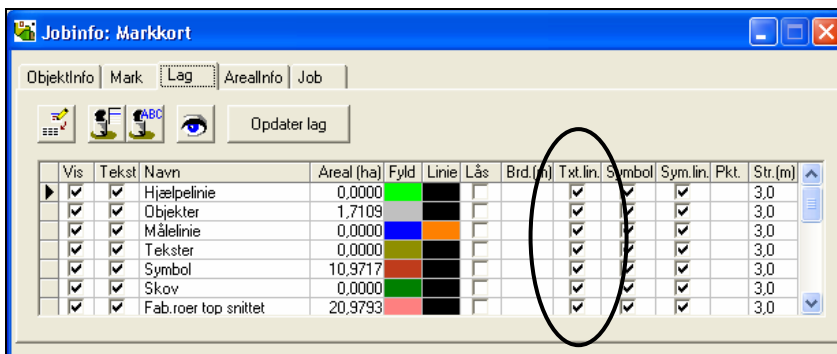 Jobinfo: Markkort
ObjektInfo Mark Lag ArealInfo Job
F ABC Opdater lag
Vis Tekst Navn Areal (ha) Fyld Linie Lås Brd.(m) Txt.lin. Symbol Sym.lin. Pkt. Str.(m)
Hjælpelinie 0,0000 3,0
Objekter 1,7109 3,0
Målelinie 0,0000 3,0
Tekster 0,0000 3,0
Symbol 10,9717 3,0
Skov 0,0000 3,0
Fab.roer top snittet 20,9793 3,0